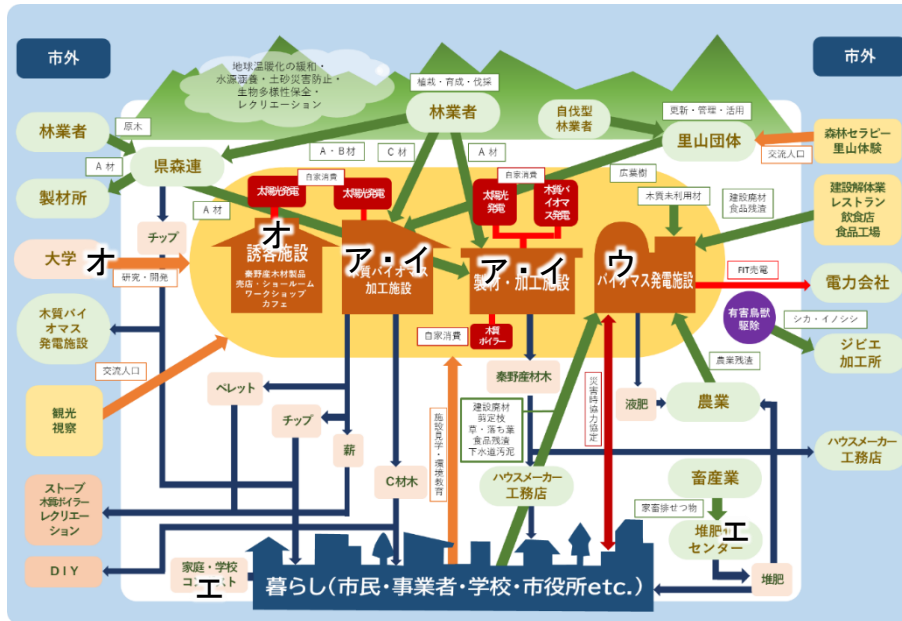 市外
市外
地球温暖化の緩和・
水源涵養・土砂災害防止・
生物多様性保全・
レクリエーション
植栽・育成・伐採
林業者
自伐型
林業者
更新・管理・活用
里山団体
林業者
原木
県森連
A材
製材所
A・B材
C材
A材
広葉樹
交流人口
森林セラピー
里山体験
自家消費
太陽光発電
太陽光発電
自家消費
太陽光
発電
木質バ
イオマ
ス発電
木質未利用材
建設廃材
食品残渣
建設解体業
レストラン
飲食店
食品工場
A材
チップ
大学
オ
研究・開発
オ
誘客施設
秦野産木材製品
売店・ショールーム
ワークショップ
カフェ
ア・イ
木質バイオマス
加工施設
ア・イ
製材・加工施設
ウ
バイオマス発電施設
FIT売電
電力会社
木質バイ
オマス
発電施設
自家消費
木質
ボイラー
有害鳥獣
駆除
シカ・イノシシ
ジビエ
加工所
交流人口
観光
視察
ペレット
チップ
薪
C材木
施設見学・環境教育
秦野産材木
建設廃材
剪定枝
草・落ち葉
食品残渣
下水道汚泥
災害時協力協定
液肥
農業残渣
農業
ハウスメーカー
工務店
ハウスメーカー
工務店
ストーブ
木質ボイラー
レクリエー
ション
DIY
畜産業
家畜排せつ物
堆肥
センター
エ
堆肥
家庭・学校
エ
暮らし(市民・事業者・学校・市役所etc.)